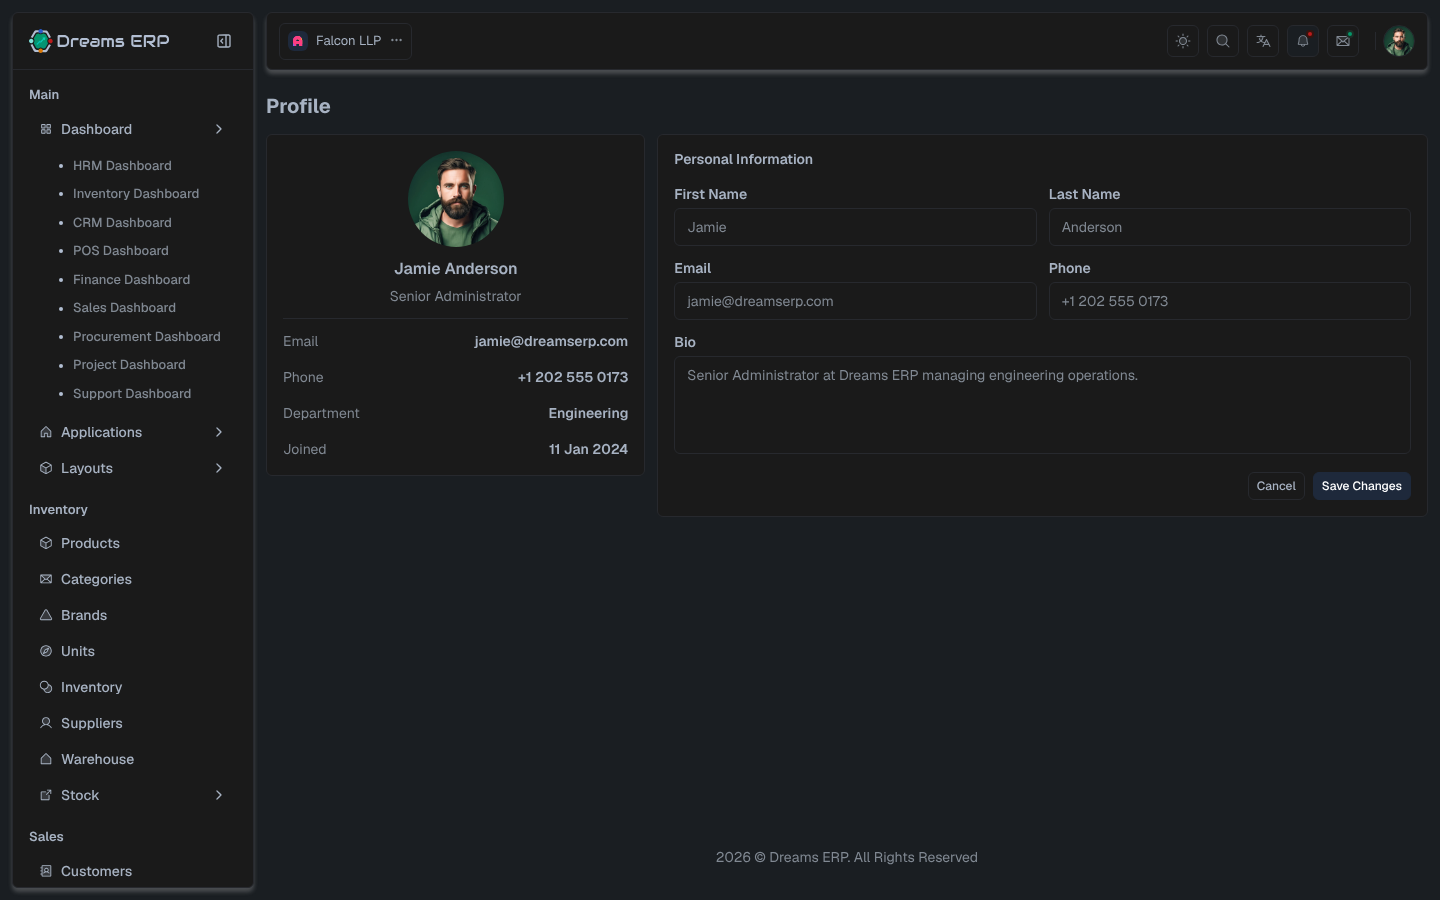 Dreams ERP
Falcon LLP
Main
Dashboard
HRM Dashboard
Inventory Dashboard
CRM Dashboard
POS Dashboard
Finance Dashboard
Sales Dashboard
Procurement Dashboard
Project Dashboard
Support Dashboard
Applications
Layouts
Inventory
Products
Categories
Brands
Units
Inventory
Suppliers
Warehouse
Stock
Sales
Customers
Profile
Jamie Anderson
Senior Administrator
Email jamie@dreamserp.com
Phone +1 202 555 0173
Department Engineering
Joined 11 Jan 2024
Personal Information
First Name Last Name
Jamie Anderson
Email Phone
jamie@dreamserp.com +1 202 555 0173
Bio
Senior Administrator at Dreams ERP managing engineering operations.
Cancel Save Changes
2026 © Dreams ERP. All Rights Reserved